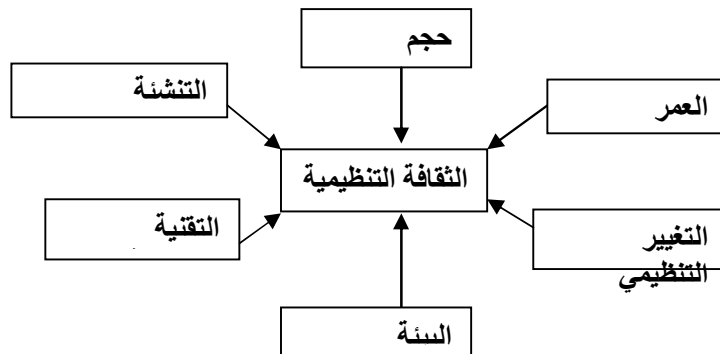 حجم
التنشئة
العمر
الثقافة التنظيمية
التقنية
التغيير
التنظيمي
البيئة